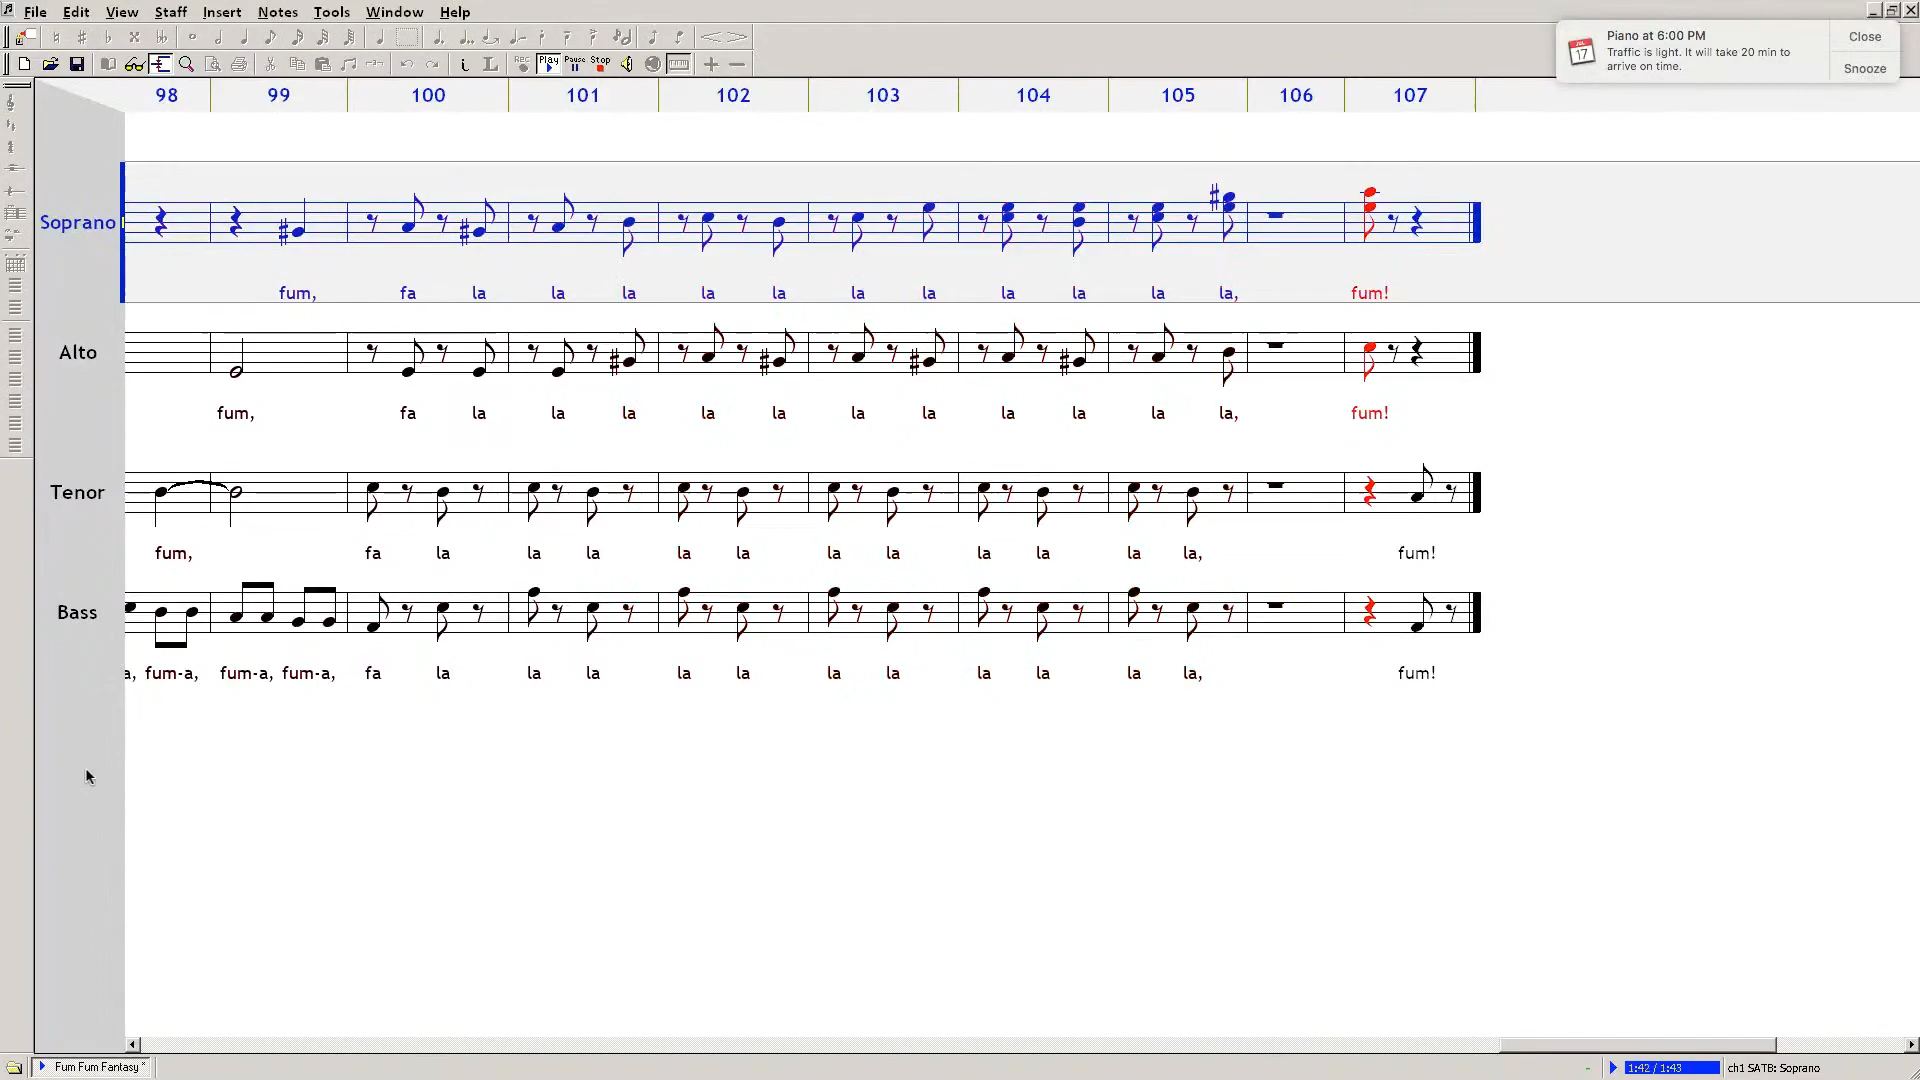 File Edit View Staff Insert Notes Tools Window Help
Piano at 6:00 PM
Traffic is light. It will take 20 min to
arrive on time.
Close
Snooze
JUL
17
Rec Play Pause Stop
98 99 100 101 102 103 104 105 106 107
Soprano
fum, fa la la la la la la la la la la la, fum!
Alto
fum, fa la la la la la la la la la la la, fum!
Tenor
fum, fa la la la la la la la la la la la, fum!
Bass
a, fum-a, fum-a, fum-a, fa la la la la la la la la la la la, fum!
Fum Fum Fantasy*
1:42 / 1:43
ch1 SATB: Soprano